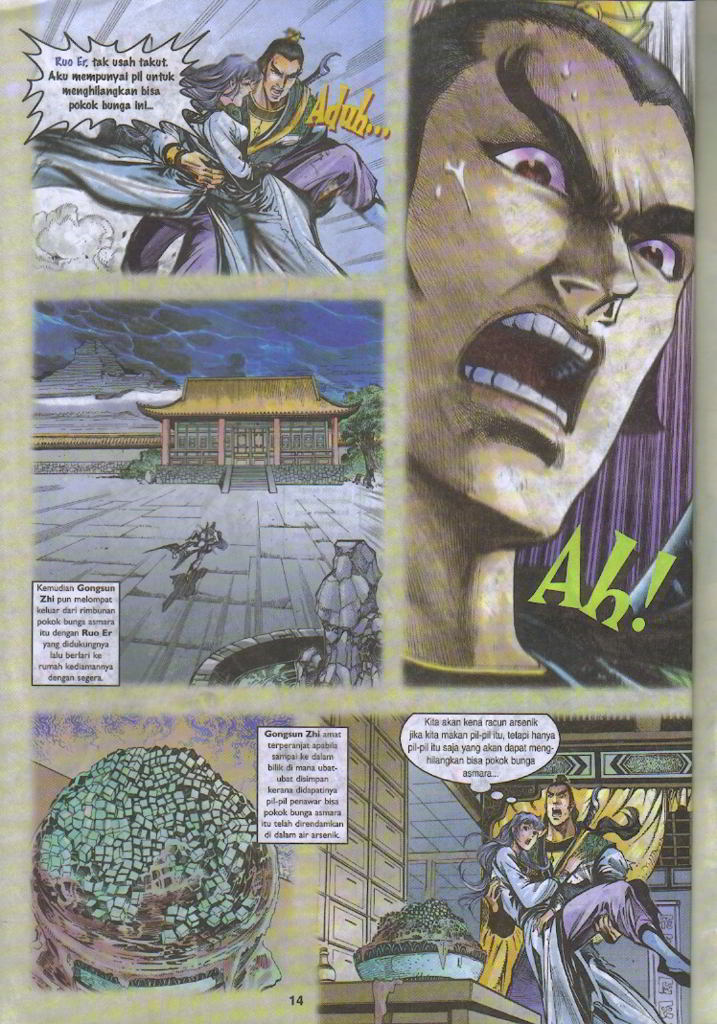 Ruo Er, tak usah takut.
Aku mempunyai pil untuk
menghilangkan bisa
pokok bunga ini...
Aduh...
Ah!
Kemudian Gongsun
Zhi pun melompat
keluar dari rimbunan
pokok bunga asmara
itu dengan Ruo Er
yang didukungnya
lalu berlari ke
rumah kediamannya
dengan segera.
Gongsun Zhi amat
terperanjat apabila
sampai ke dalam
bilik di mana ubat-
ubat disimpan
kerana didapatinya
pil-pil penawar bisa
pokok bunga asmara
itu telah direndamkan
di dalam air arsenik.
Kita akan kena racun arsenik
jika kita makan pil-pil itu, tetapi hanya
pil-pil itu saja yang akan dapat meng-
hilangkan bisa pokok bunga
asmara...
14